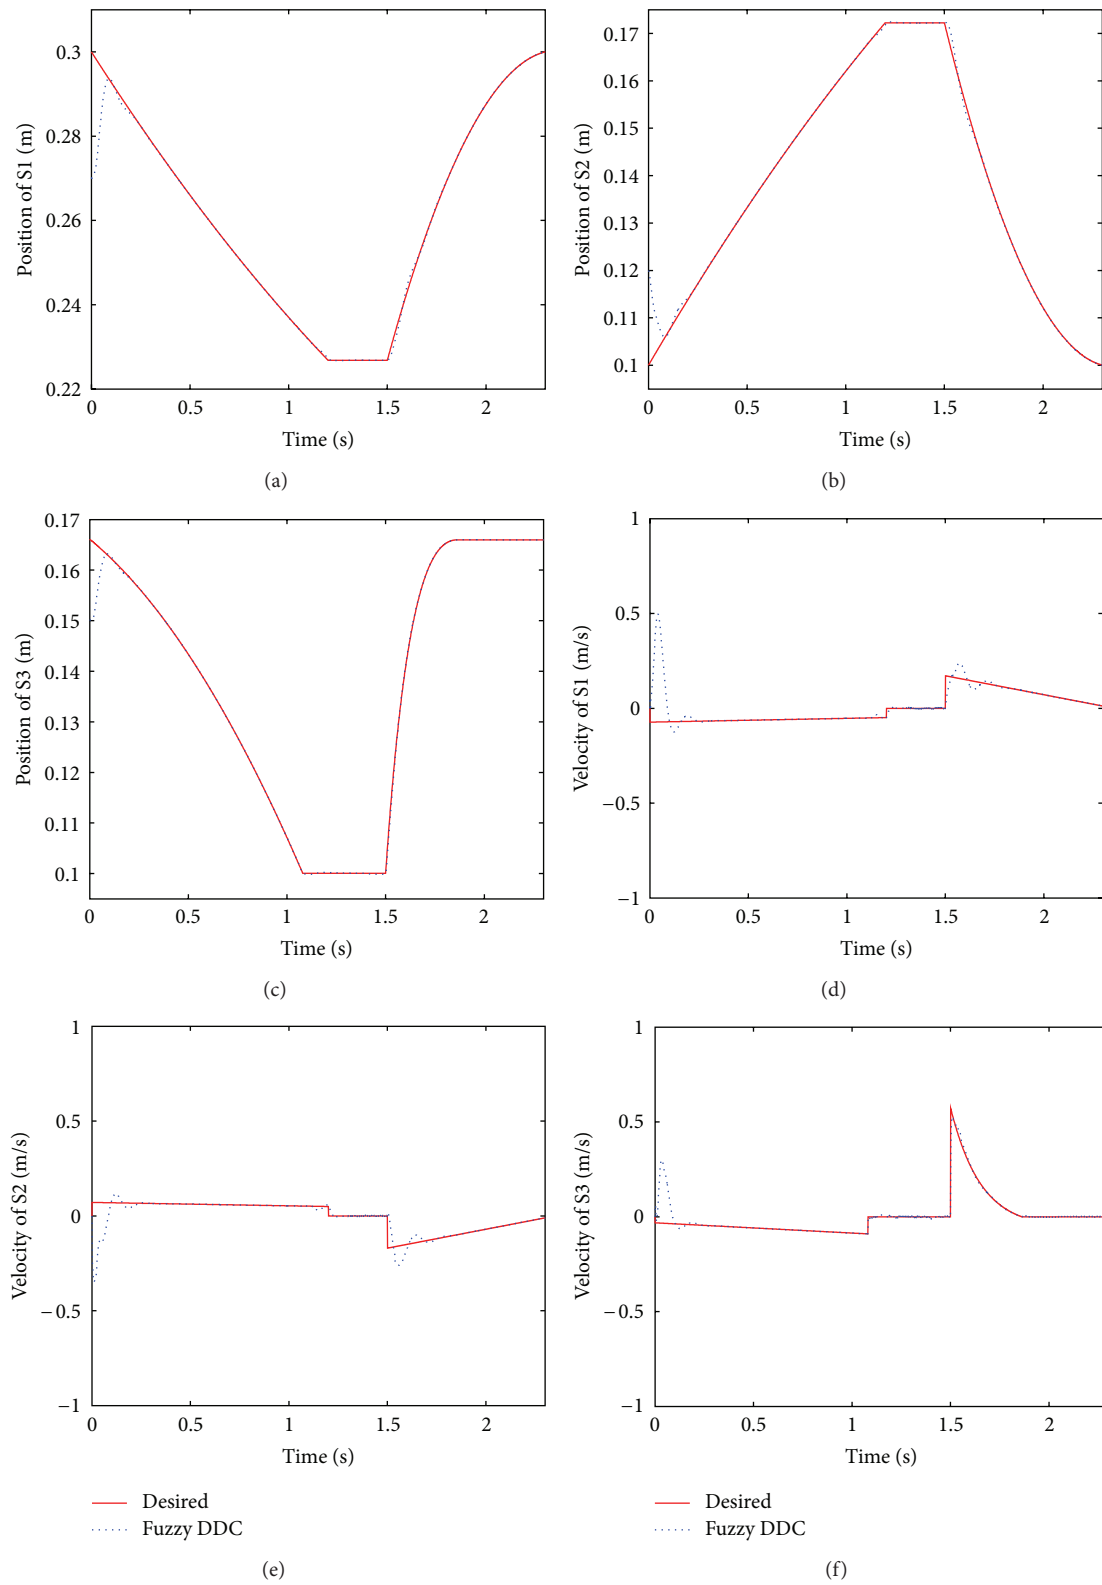 0.3
0.28
0.26
0.24
0.22
Position of S1 (m)
0 0.5 1 1.5 2
Time (s)
(a)
0.17
0.16
0.15
0.14
0.13
0.12
0.11
0.1
Position of S2 (m)
0 0.5 1 1.5 2
Time (s)
(b)
0.17
0.16
0.15
0.14
0.13
0.12
0.11
0.1
Position of S3 (m)
0 0.5 1 1.5 2
Time (s)
(c)
1
0.5
0
−0.5
−1
Velocity of S1 (m/s)
0 0.5 1 1.5 2
Time (s)
(d)
1
0.5
0
−0.5
−1
Velocity of S2 (m/s)
0 0.5 1 1.5 2
Time (s)
Desired
Fuzzy DDC
(e)
1
0.5
0
−0.5
−1
Velocity of S3 (m/s)
0 0.5 1 1.5 2
Time (s)
Desired
Fuzzy DDC
(f)